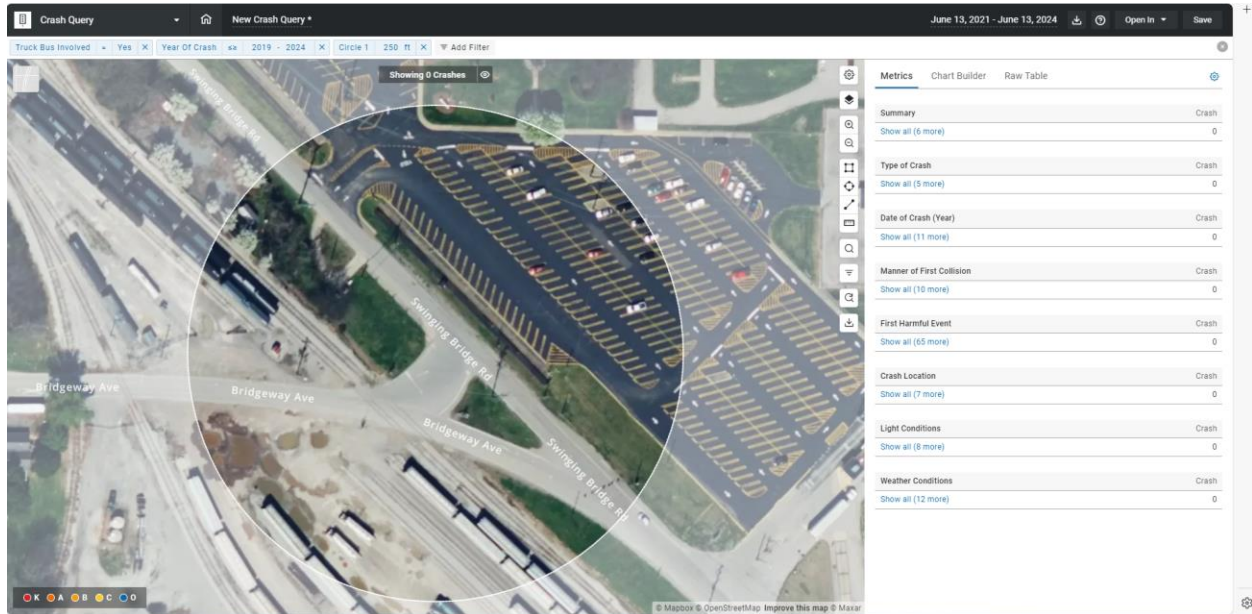 Crash Query
New Crash Query *
June 13, 2021 - June 13, 2024
Open In
Save
Truck Bus Involved = Yes X
Year Of Crash ≤≥ 2019 - 2024 X
Circle 1 250 ft X
Add Filter
Showing 0 Crashes
Swinging Bridge Rd
Swinging Bridge Rd
Bridgeway Ave
Bridgeway Ave
Bridgeway Ave
Swinging Bridge Rd
K A B C O
© Mapbox © OpenStreetMap Improve this map © Maxar
Metrics Chart Builder Raw Table
Summary Crash
Show all (6 more) 0
Type of Crash Crash
Show all (5 more) 0
Date of Crash (Year) Crash
Show all (11 more) 0
Manner of First Collision Crash
Show all (10 more) 0
First Harmful Event Crash
Show all (65 more) 0
Crash Location Crash
Show all (7 more) 0
Light Conditions Crash
Show all (8 more) 0
Weather Conditions Crash
Show all (12 more) 0